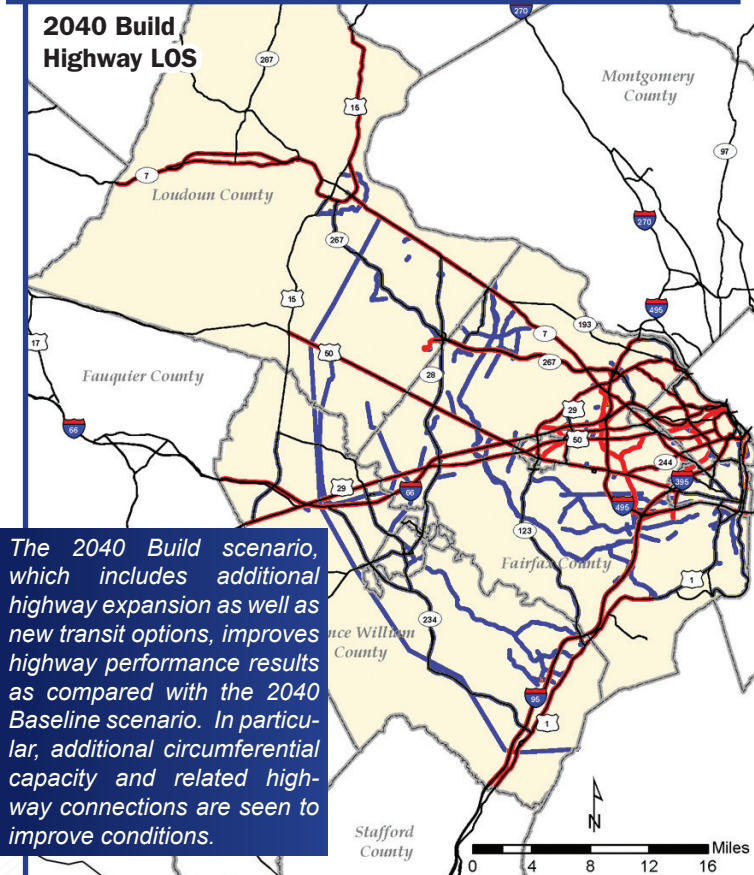 2040 Build
Highway LOS
270
287
Montgomery
County
15
97
7
Loudoun County
270
267
15
495
193
17
50
7
28
267
Fauquier County
29
50
66
244
29
66
395
495
123
The 2040 Build scenario,
which includes additional
highway expansion as well as
new transit options, improves
highway performance results
as compared with the 2040
Baseline scenario. In particu-
lar, additional circumferential
capacity and related high-
way connections are seen to
improve conditions.
Fairfax County
1
234
nce William
County
95
1
Stafford
County
N
Miles
0 4 8 12 16